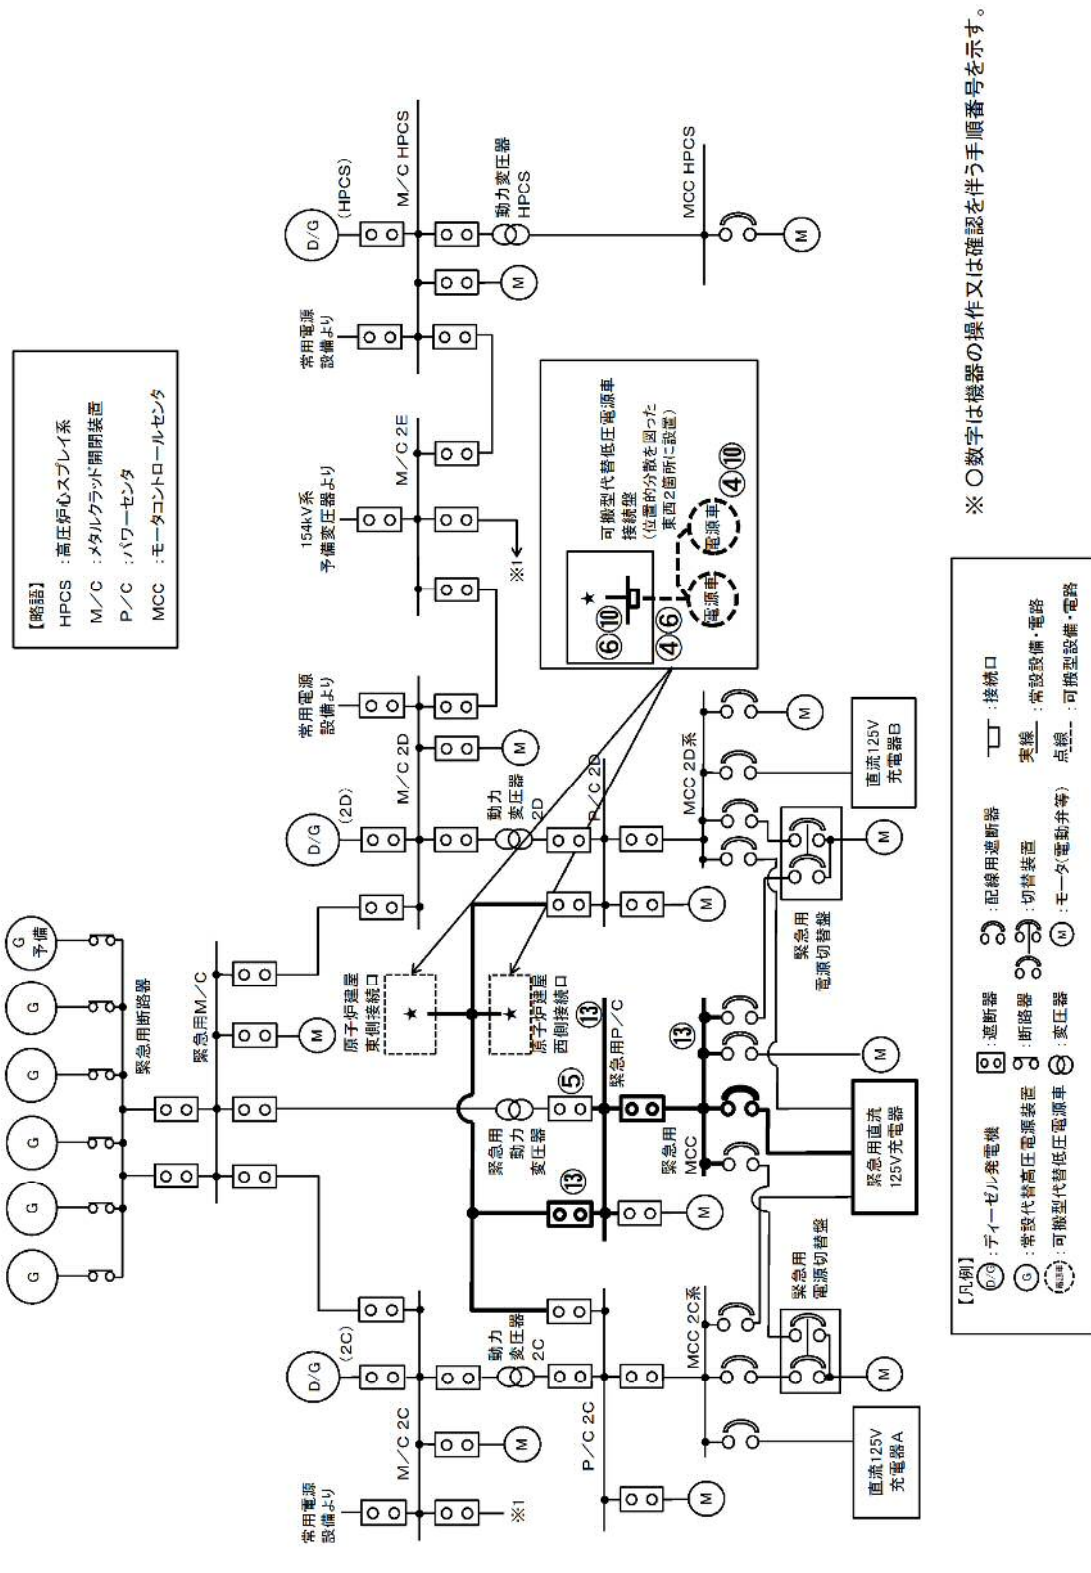 【略語】
HPCS ：高圧炉心スプレイ系
M／C ：メタルクラッド開閉装置
P／C ：パワーセンタ
MCC ：モータコントロールセンタ
G
G
G
G
G
G
予備
緊急用断路器
緊急用M／C
M
常用電源
設備より
D/G
(2C)
M／C 2C
※1
M
動力
変圧器
2C
P／C 2C
M
MCC 2C系
直流125V
充電器A
M
緊急用
電源切替盤
緊急用
動力
変圧器
⑤
⑬
⑬
緊急用P／C
M
緊急用
MCC
⑬
緊急用直流
125V充電器
M
原子炉建屋
東側接続口
★
原子炉建屋
西側接続口
★
D/G
(2D)
常用電源
設備より
M／C 2D
M
動力
変圧器
2D
P／C 2D
M
MCC 2D系
緊急用
電源切替盤
M
M
直流125V
充電器B
154kV系
予備変圧器より
M／C 2E
※1
常用電源
設備より
D/G
(HPCS)
M／C HPCS
M
動力変圧器
HPCS
MCC HPCS
M
可搬型代替低圧電源車
接続盤
(位置的分散を図った
東西2箇所に設置)
★
⑥⑩
④⑥
電源車
電源車
④⑩
【凡例】
D/G ：ディーゼル発電機
G ：常設代替高圧電源装置
電源車 ：可搬型代替低圧電源車
：遮断器
：断路器
：変圧器
：配線用遮断器
：切替装置
M ：モータ(電動弁等)
：接続口
実線 ：常設設備・電路
点線 ：可搬型設備・電路
※ ○数字は機器の操作又は確認を伴う手順番号を示す。